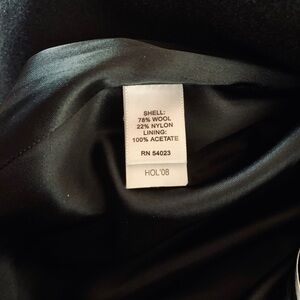 SHELL:
78% WOOL
22% NYLON
LINING:
100% ACETATE
RN 54023
HOL'08